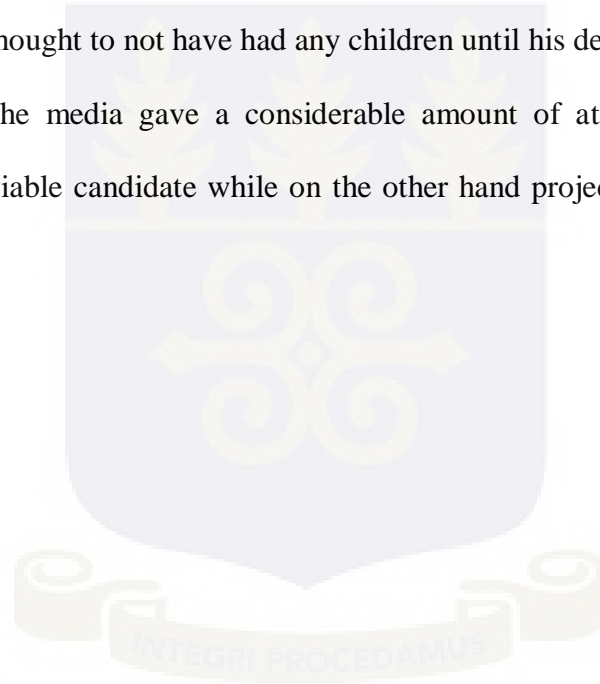 hought to not have had any children until his de
he media gave a considerable amount of at
iable candidate while on the other hand projec
INTEGRI PROCEDAMUS